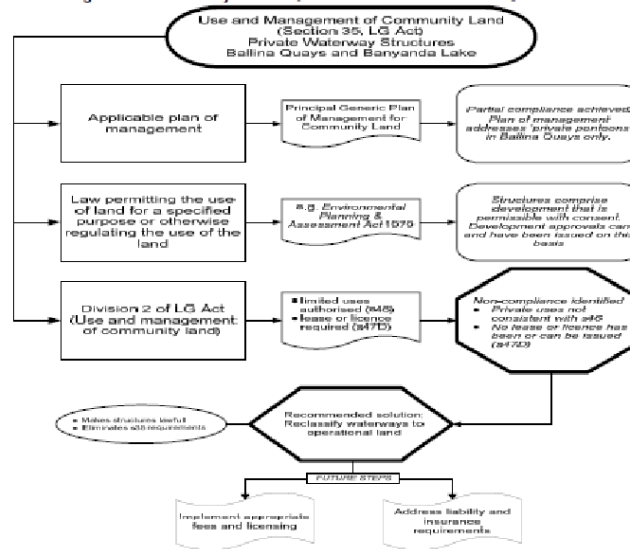 Use and Management of Community Land
(Section 35, LG Act)
Private Waterway Structures
Ballina Quays and Banyanda Lake
Applicable plan of
management
Principal Generic Plan
of Management for
Community Land
Partial compliance achieved.
Plan of management
addresses 'private pontoons'
in Ballina Quays only.
Law permitting the use
of land for a specified
purpose or otherwise
regulating the use of the
land
e.g. Environmental
Planning &
Assessment Act 1979
Structures comprise
development that is
permissible with consent.
Development approvals can
and have been issued on this
basis
Division 2 of LG Act
(Use and management
of community land)
• limited uses
authorised (s46)
• lease or licence
required (s47D)
Non-compliance identified
• Private uses not
consistent with s46
• No lease or licence has
been or can be issued
(s47D)
Recommended solution:
Reclassify waterways to
operational land
• Makes structures lawful
• Eliminates s35 requirements
FUTURE STEPS
Implement appropriate
fees and licensing
Address liability and
insurance
requirements